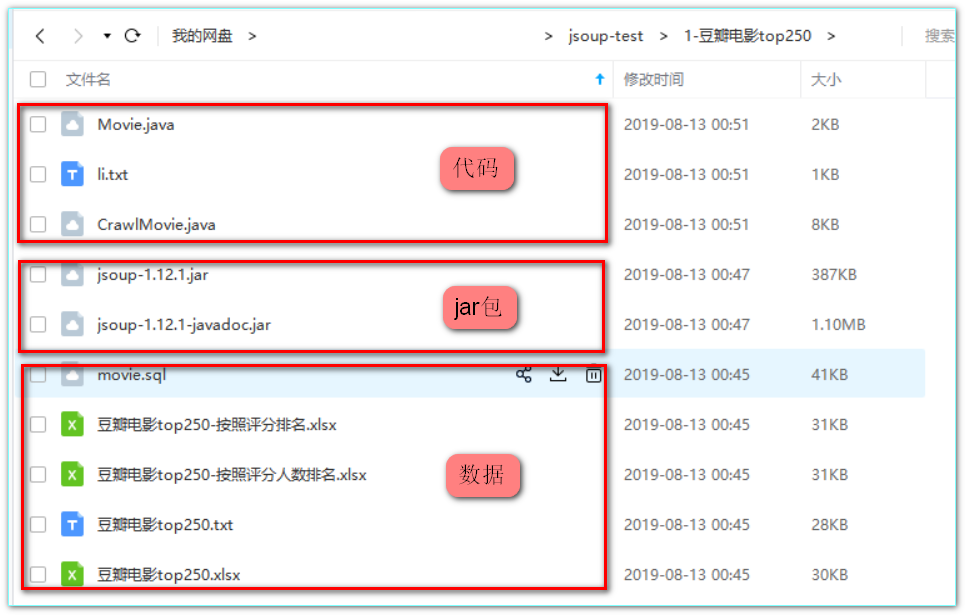 我的网盘 > > jsoup-test > 1-豆瓣电影top250 > 搜索
文件名 修改时间 大小
Movie.java 2019-08-13 00:51 2KB
代码
li.txt 2019-08-13 00:51 1KB
CrawlMovie.java 2019-08-13 00:51 8KB
jsoup-1.12.1.jar 2019-08-13 00:47 387KB
jar包
jsoup-1.12.1-javadoc.jar 2019-08-13 00:47 1.10MB
movie.sql 2019-08-13 00:45 41KB
豆瓣电影top250-按照评分排名.xlsx 2019-08-13 00:45 31KB
豆瓣电影top250-按照评分人数排名.xlsx 2019-08-13 00:45 31KB
数据
豆瓣电影top250.txt 2019-08-13 00:45 28KB
豆瓣电影top250.xlsx 2019-08-13 00:45 30KB